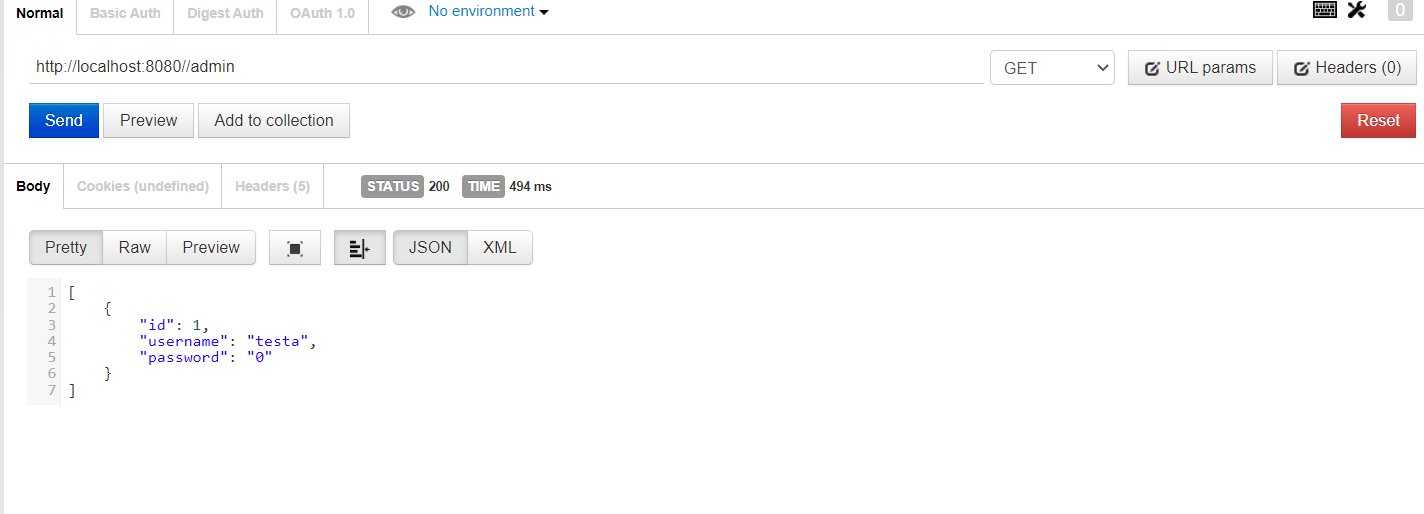 Normal Basic Auth Digest Auth OAuth 1.0 No environment 0
http://localhost:8080//admin GET URL params Headers (0)
Send Preview Add to collection Reset
Body Cookies (undefined) Headers (5) STATUS 200 TIME 494 ms
Pretty Raw Preview JSON XML
1 [
2 {
3 "id": 1,
4 "username": "testa",
5 "password": "0"
6 }
7 ]